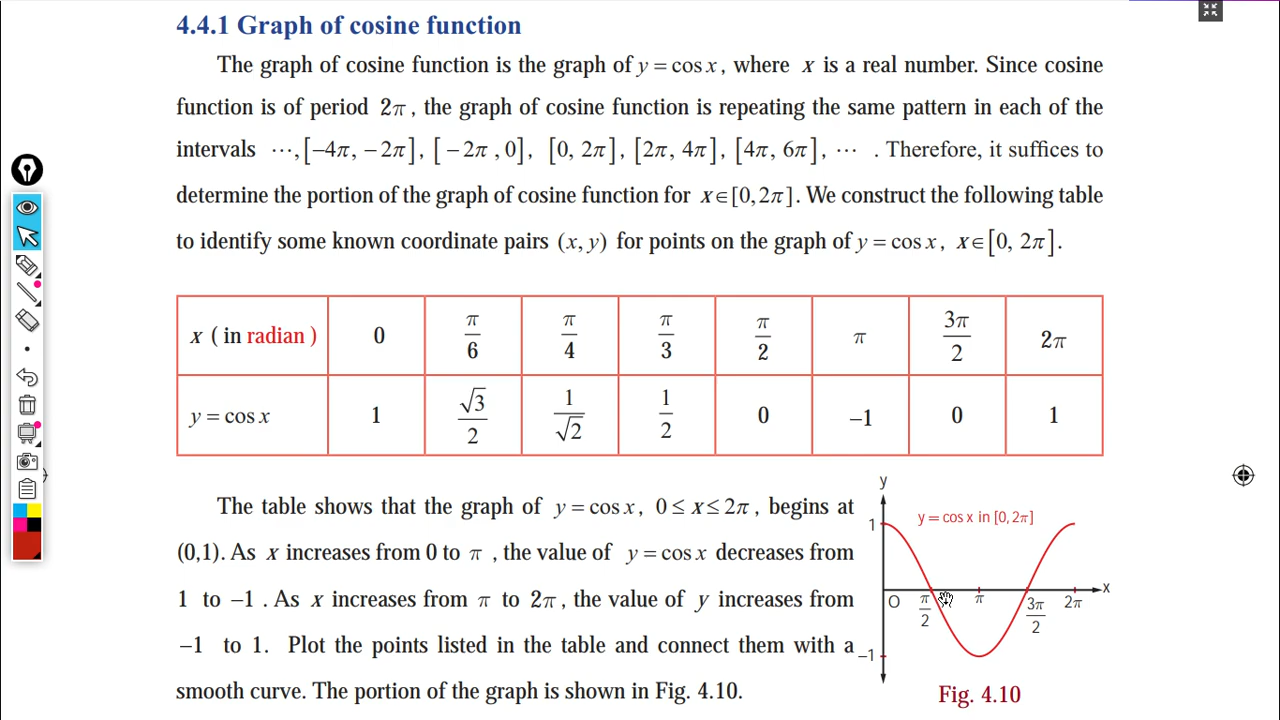 4.4.1 Graph of cosine function
The graph of cosine function is the graph of y = cos x, where x is a real number. Since cosine
function is of period 2π, the graph of cosine function is repeating the same pattern in each of the
intervals ⋯, [−4π, −2π], [−2π, 0], [0, 2π], [2π, 4π], [4π, 6π], ⋯ . Therefore, it suffices to
determine the portion of the graph of cosine function for x∈[0, 2π]. We construct the following table
to identify some known coordinate pairs (x, y) for points on the graph of y = cos x, x∈[0, 2π].
x ( in radian ) 0 π/6 π/4 π/3 π/2 π 3π/2 2π
y = cos x 1 √3/2 1/√2 1/2 0 −1 0 1
The table shows that the graph of y = cos x, 0 ≤ x ≤ 2π, begins at
(0,1). As x increases from 0 to π, the value of y = cos x decreases from
1 to −1. As x increases from π to 2π, the value of y increases from
−1 to 1. Plot the points listed in the table and connect them with a
smooth curve. The portion of the graph is shown in Fig. 4.10.
y
1
y = cos x in [0, 2π]
x
O π/2 π 3π/2 2π
−1
Fig. 4.10